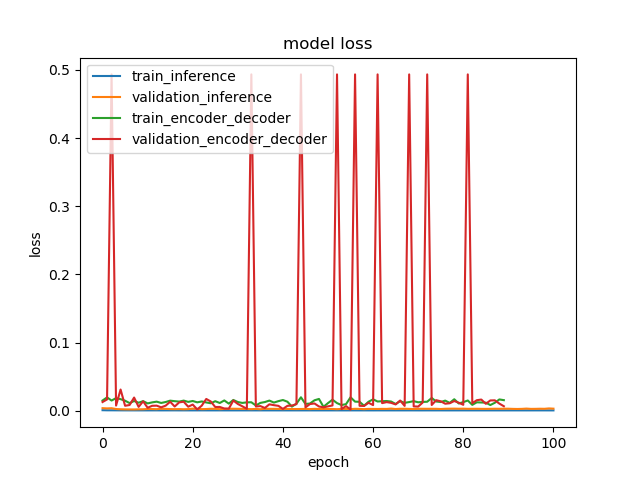 model loss
train_inference
validation_inference
train_encoder_decoder
validation_encoder_decoder
0.5
0.4
0.3
0.2
0.1
0.0
loss
0 20 40 60 80 100
epoch